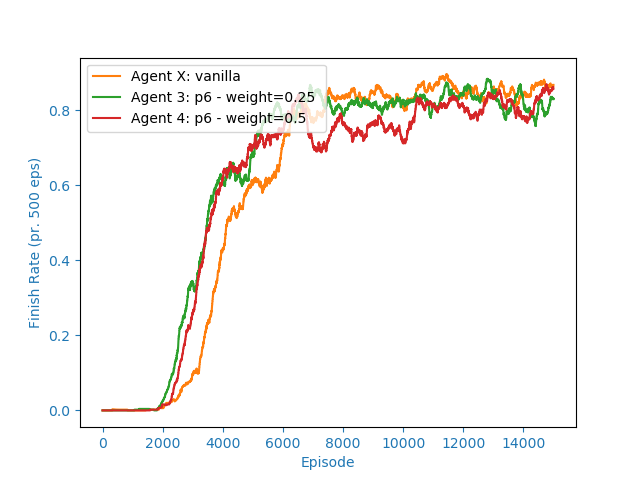 Agent X: vanilla
Agent 3: p6 - weight=0.25
Agent 4: p6 - weight=0.5
Finish Rate (pr. 500 eps)
0.8
0.6
0.4
0.2
0.0
0 2000 4000 6000 8000 10000 12000 14000
Episode